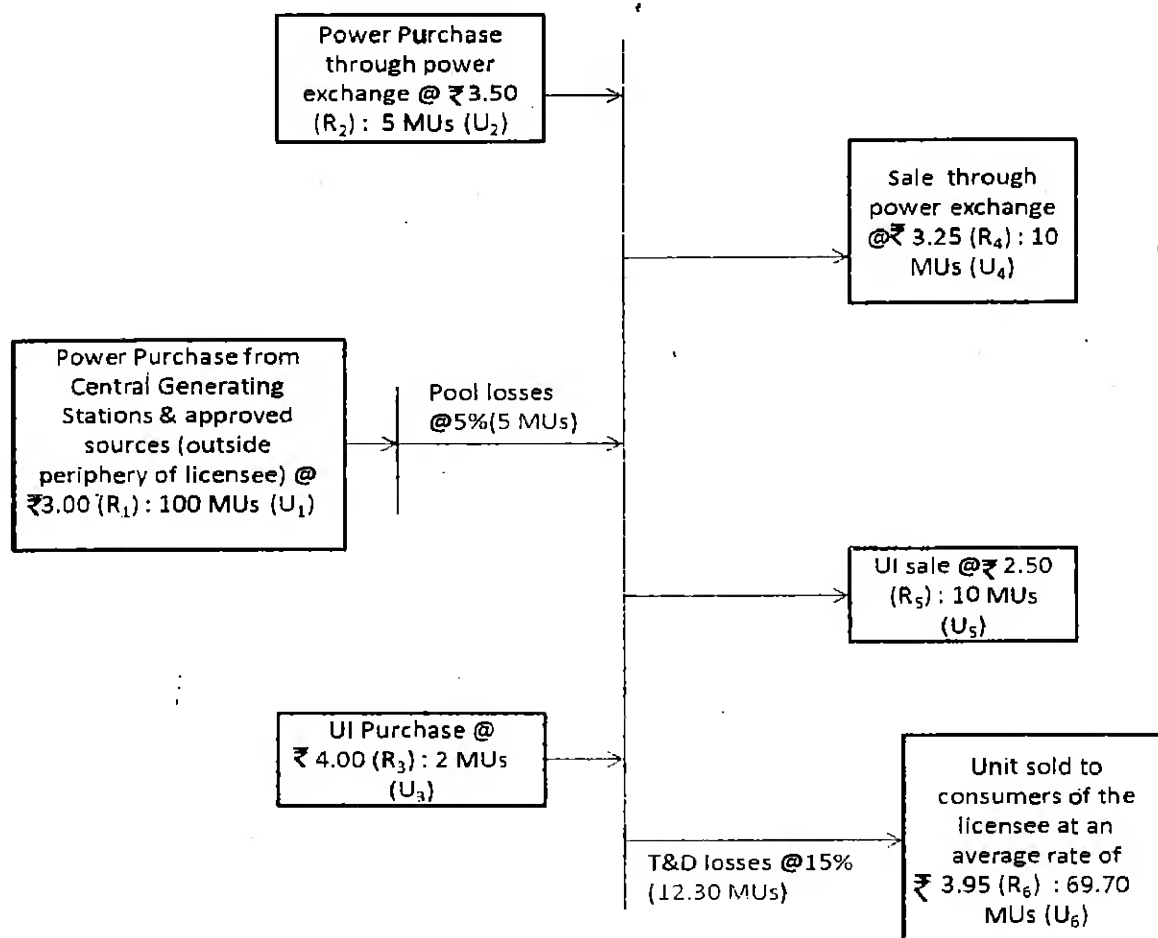 Power Purchase
through power
exchange @ ₹ 3.50
(R₂) : 5 MUs (U₂)
Sale through
power exchange
@₹ 3.25 (R₄) : 10
MUs (U₄)
Power Purchase from
Central Generating
Stations & approved
sources (outside
periphery of licensee) @
₹3.00 (R₁) : 100 MUs (U₁)
Pool losses
@5%(5 MUs)
UI sale @₹ 2.50
(R₅) : 10 MUs
(U₅)
UI Purchase @
₹ 4.00 (R₃) : 2 MUs
(U₃)
T&D losses @15%
(12.30 MUs)
Unit sold to
consumers of the
licensee at an
average rate of
₹ 3.95 (R₆) : 69.70
MUs (U₆)